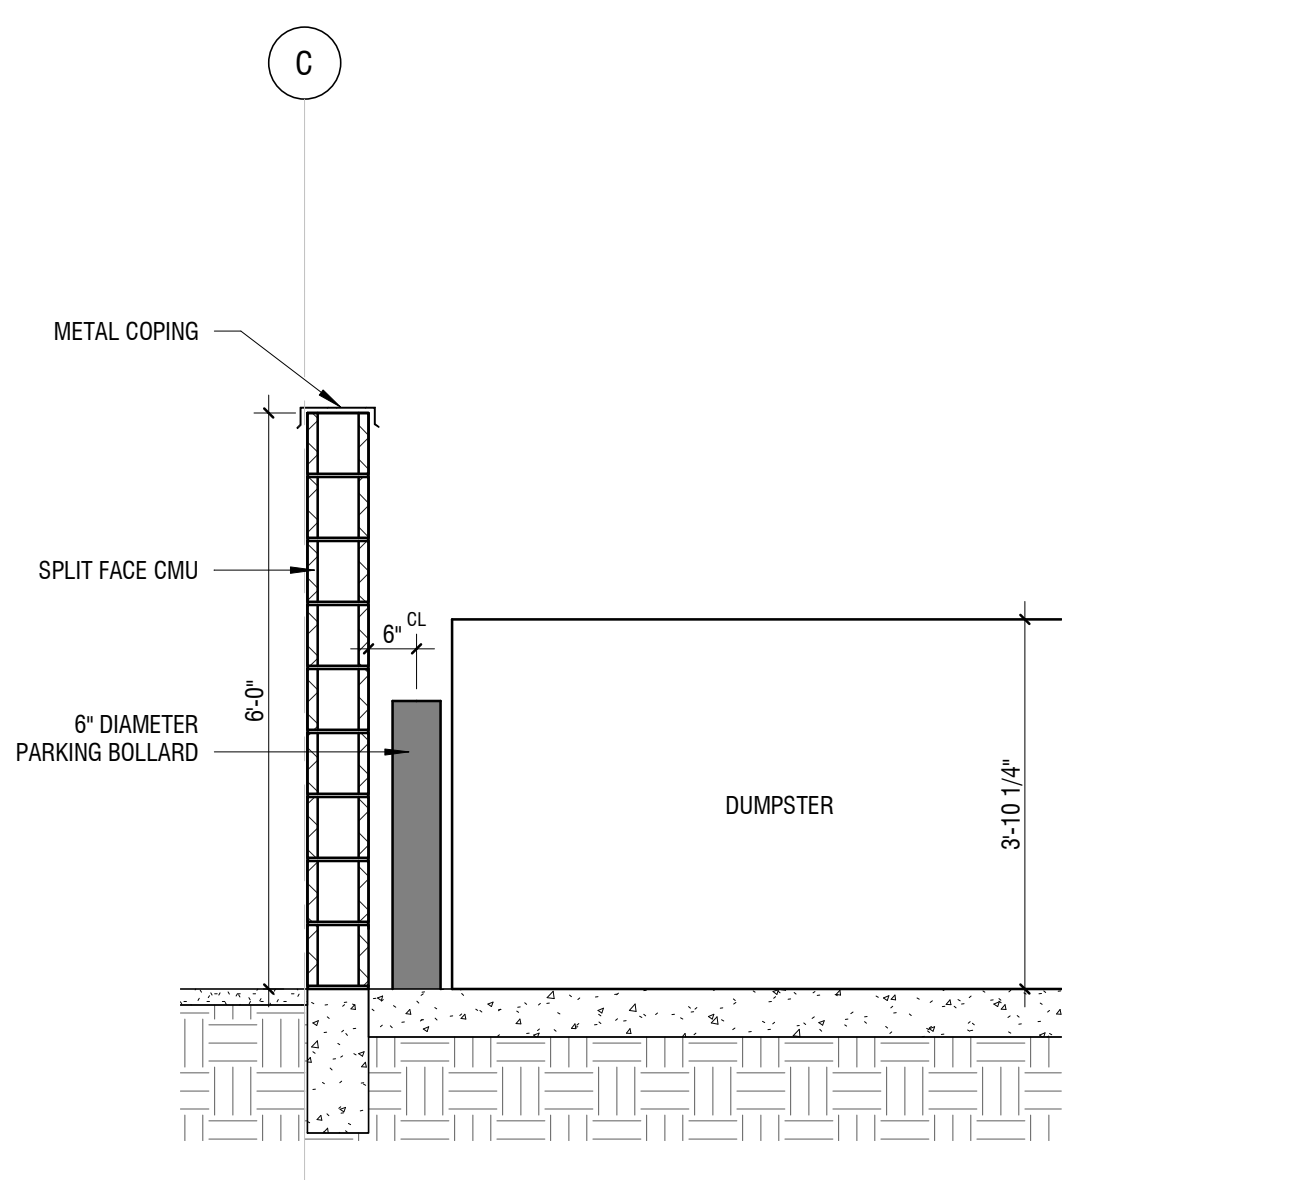 C
METAL COPING
SPLIT FACE CMU
CL
6"
6'-0"
6" DIAMETER
PARKING BOLLARD
DUMPSTER
3'-10 1/4"